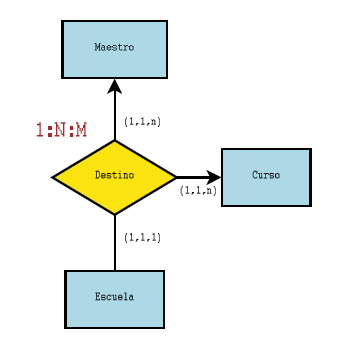 Maestro
(1,1,n)
1:N:M
Destino
Curso
(1,1,n)
(1,1,1)
Escuela